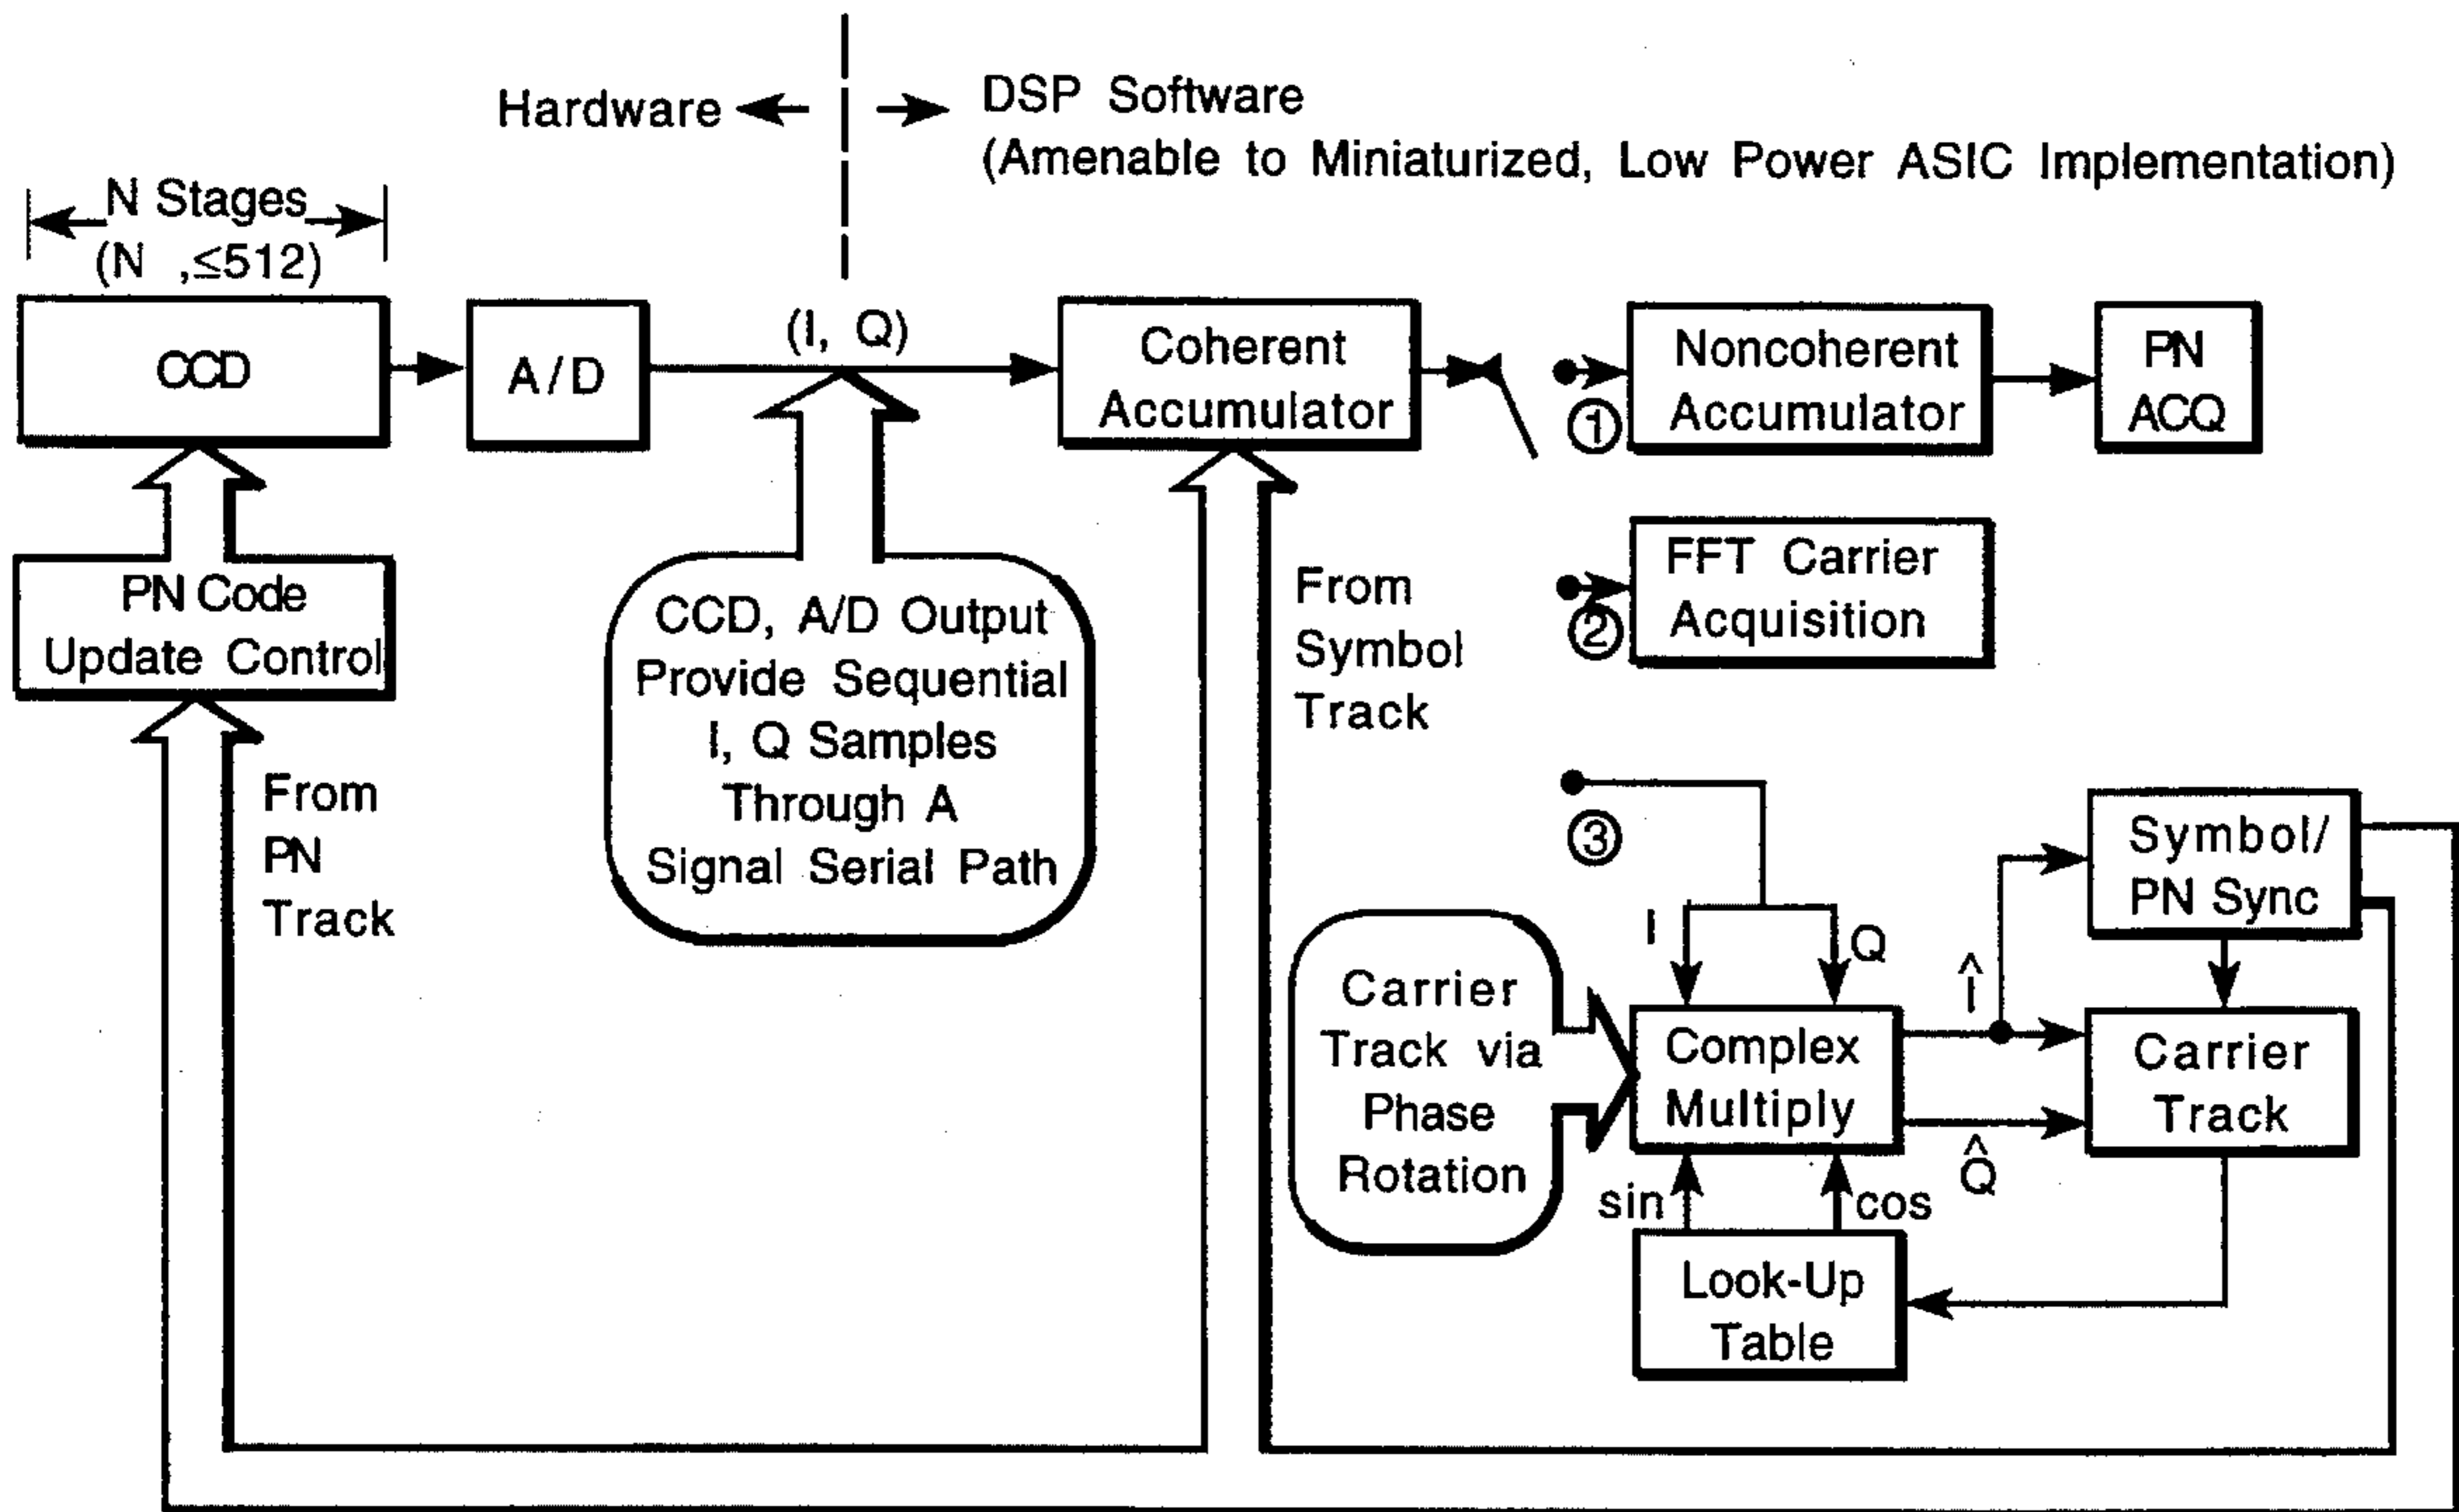 Hardware
DSP Software
(Amenable to Miniaturized, Low Power ASIC Implementation)
N Stages
(N ,≤512)
CCD
A/D
(I, Q)
Coherent
Accumulator
①
Noncoherent
Accumulator
PN
ACQ
PN Code
Update Control
CCD, A/D Output
Provide Sequential
I, Q Samples
Through A
Signal Serial Path
From
Symbol
Track
②
FFT Carrier
Acquisition
From
PN
Track
③
I
Q
Symbol/
PN Sync
Carrier
Track via
Phase
Rotation
Complex
Multiply
Î
Q̂
Carrier
Track
sin
cos
Look-Up
Table